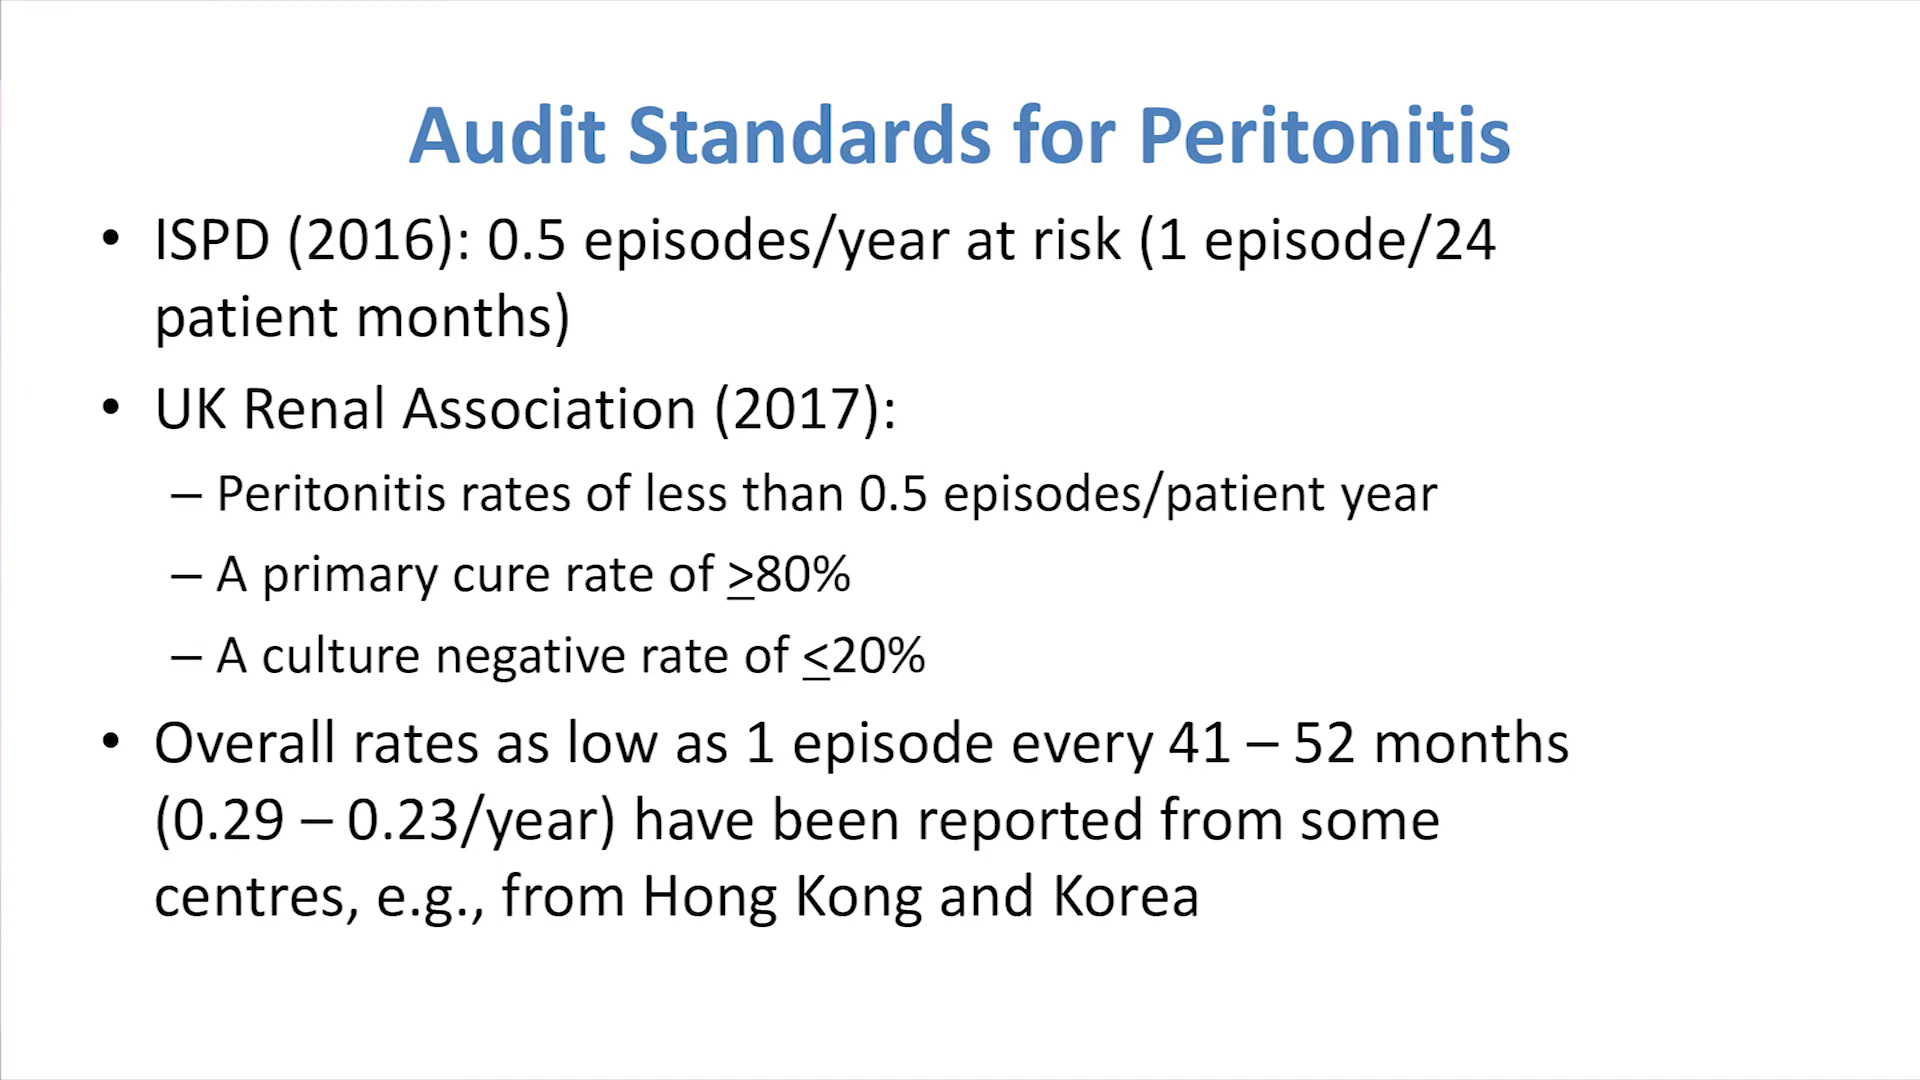 Audit Standards for Peritonitis
• ISPD (2016): 0.5 episodes/year at risk (1 episode/24
patient months)
• UK Renal Association (2017):
– Peritonitis rates of less than 0.5 episodes/patient year
– A primary cure rate of ≥80%
– A culture negative rate of ≤20%
• Overall rates as low as 1 episode every 41 – 52 months
(0.29 – 0.23/year) have been reported from some
centres, e.g., from Hong Kong and Korea